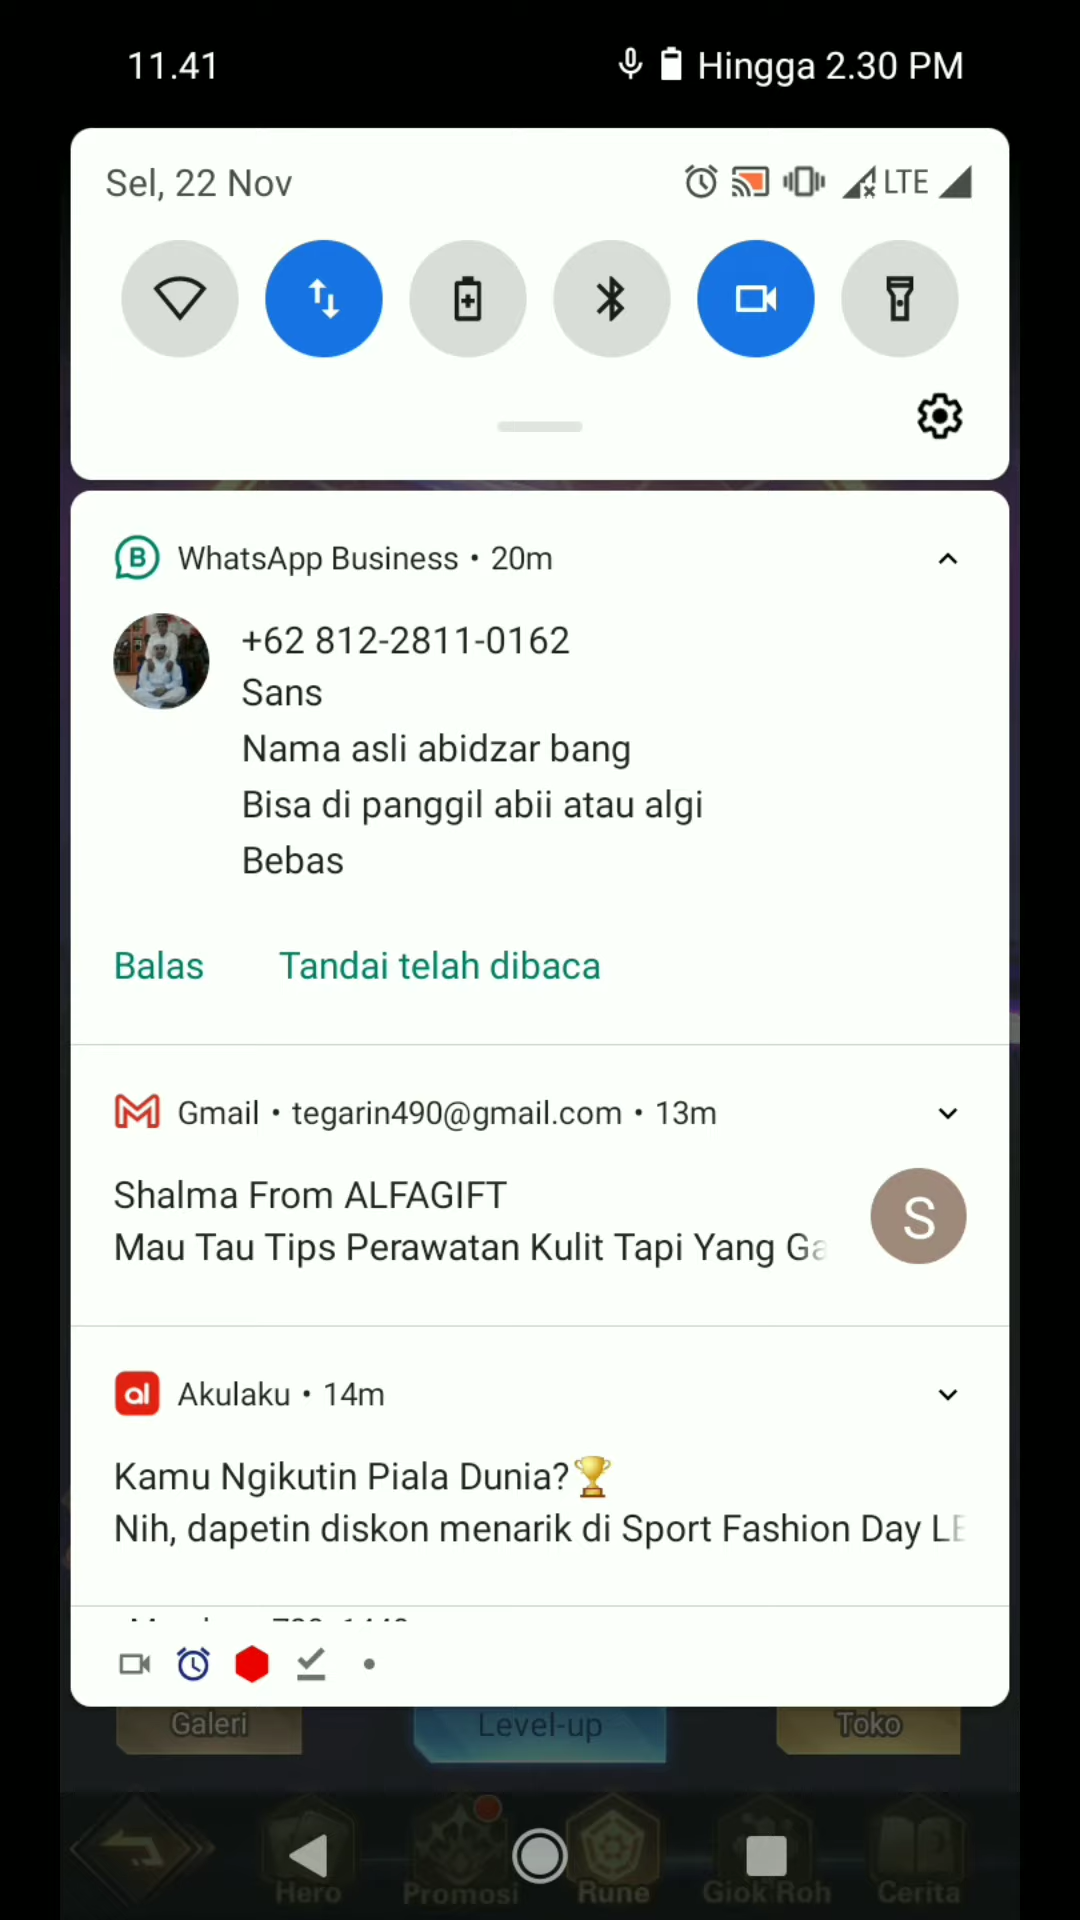 11.41
Hingga 2.30 PM
Sel, 22 Nov
LTE
WhatsApp Business • 20m
+62 812-2811-0162
Sans
Nama asli abidzar bang
Bisa di panggil abii atau algi
Bebas
Balas Tandai telah dibaca
Gmail • tegarin490@gmail.com • 13m
Shalma From ALFAGIFT
S
Mau Tau Tips Perawatan Kulit Tapi Yang Ga
al Akulaku • 14m
Kamu Ngikutin Piala Dunia?🏆
Nih, dapetin diskon menarik di Sport Fashion Day LE
Galeri Level-up Toko
Hero Promosi Rune Giok Roh Cerita